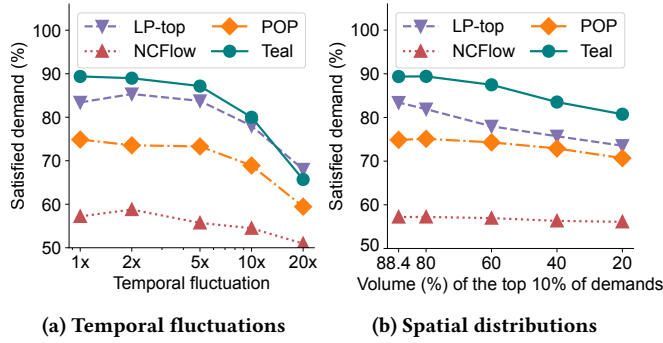 LP-top POP
NCFlow Teal
Satisfied demand (%)
100
90
80
70
60
50
1x 2x 5x 10x 20x
Temporal fluctuation
(a) Temporal fluctuations
LP-top POP
NCFlow Teal
Satisfied demand (%)
100
90
80
70
60
50
88.4 80 60 40 20
Volume (%) of the top 10% of demands
(b) Spatial distributions